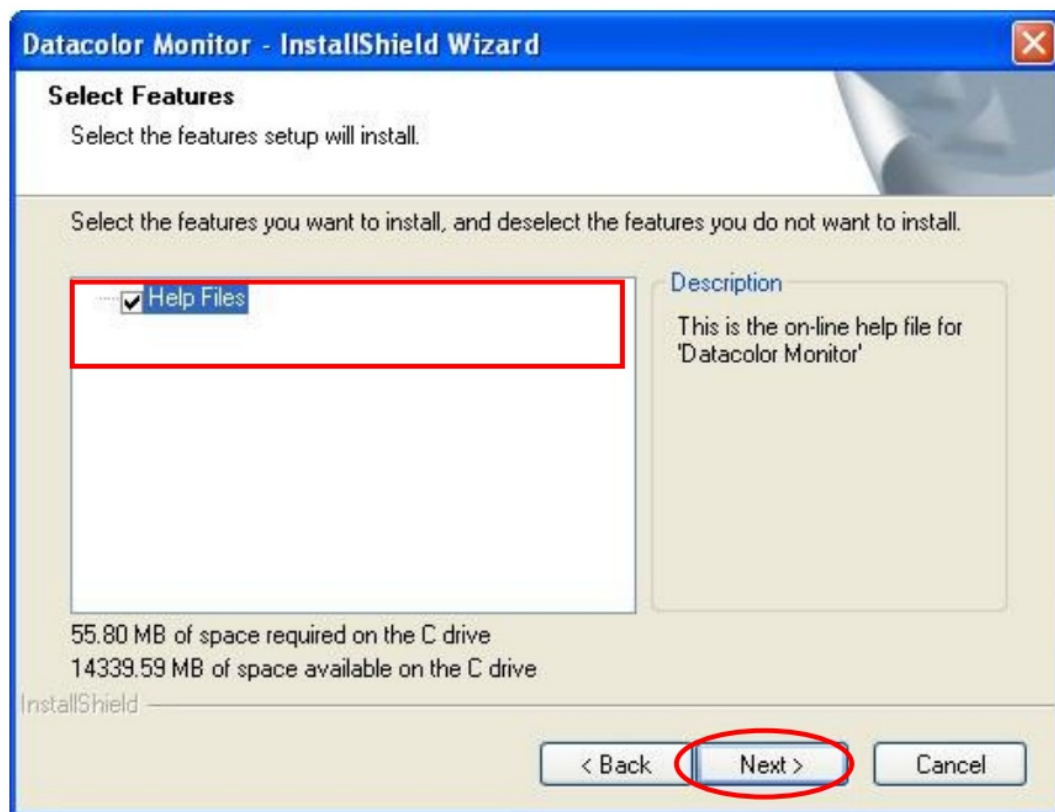 Datacolor Monitor - InstallShield Wizard
Select Features
Select the features setup will install.
Select the features you want to install, and deselect the features you do not want to install.
Help Files
Description
This is the on-line help file for
'Datacolor Monitor'
55.80 MB of space required on the C drive
14339.59 MB of space available on the C drive
InstallShield
< Back
Next >
Cancel